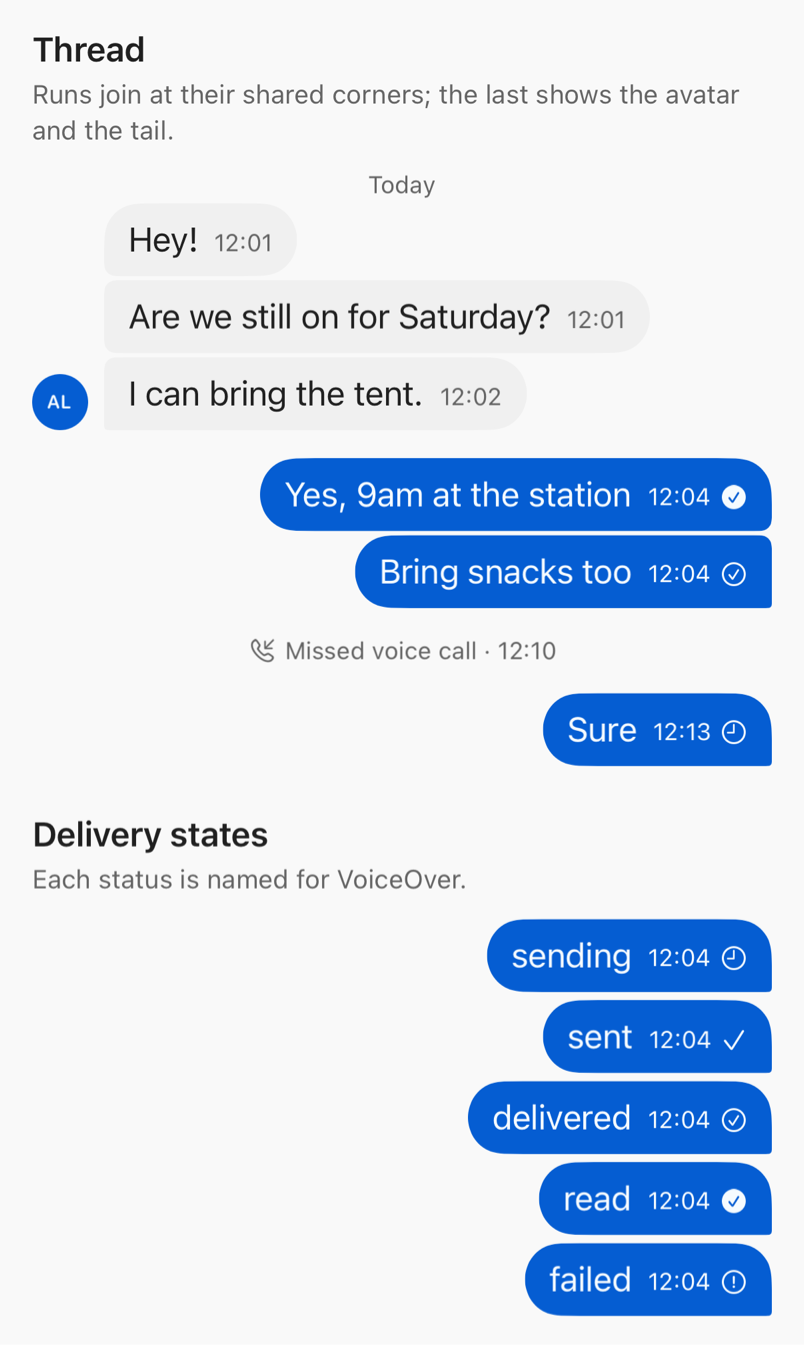 Thread
Runs join at their shared corners; the last shows the avatar
and the tail.
Today
Hey! 12:01
Are we still on for Saturday? 12:01
I can bring the tent. 12:02
AL
Yes, 9am at the station 12:04
Bring snacks too 12:04
Missed voice call · 12:10
Sure 12:13
Delivery states
Each status is named for VoiceOver.
sending 12:04
sent 12:04
delivered 12:04
read 12:04
failed 12:04